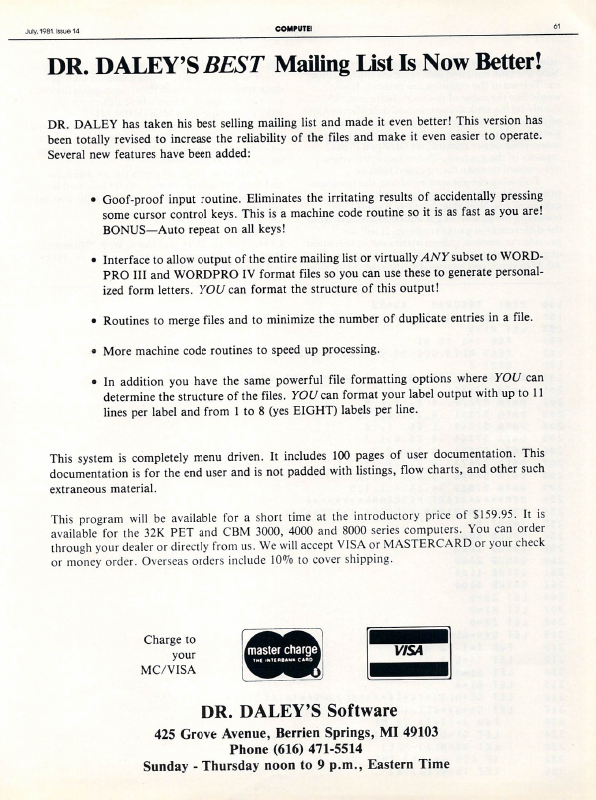 July, 1981. Issue 14
COMPUTE!
61
DR. DALEY'S BEST Mailing List Is Now Better!
DR. DALEY has taken his best selling mailing list and made it even better! This version has
been totally revised to increase the reliability of the files and make it even easier to operate.
Several new features have been added:
• Goof-proof input routine. Eliminates the irritating results of accidentally pressing
some cursor control keys. This is a machine code routine so it is as fast as you are!
BONUS—Auto repeat on all keys!
• Interface to allow output of the entire mailing list or virtually ANY subset to WORD-
PRO III and WORDPRO IV format files so you can use these to generate personal-
ized form letters. YOU can format the structure of this output!
• Routines to merge files and to minimize the number of duplicate entries in a file.
• More machine code routines to speed up processing.
• In addition you have the same powerful file formatting options where YOU can
determine the structure of the files. YOU can format your label output with up to 11
lines per label and from 1 to 8 (yes EIGHT) labels per line.
This system is completely menu driven. It includes 100 pages of user documentation. This
documentation is for the end user and is not padded with listings, flow charts, and other such
extraneous material.
This program will be available for a short time at the introductory price of $159.95. It is
available for the 32K PET and CBM 3000, 4000 and 8000 series computers. You can order
through your dealer or directly from us. We will accept VISA or MASTERCARD or your check
or money order. Overseas orders include 10% to cover shipping.
Charge to
your
MC/VISA
master charge
THE INTERBANK CARD
VISA
DR. DALEY'S Software
425 Grove Avenue, Berrien Springs, MI 49103
Phone (616) 471-5514
Sunday - Thursday noon to 9 p.m., Eastern Time